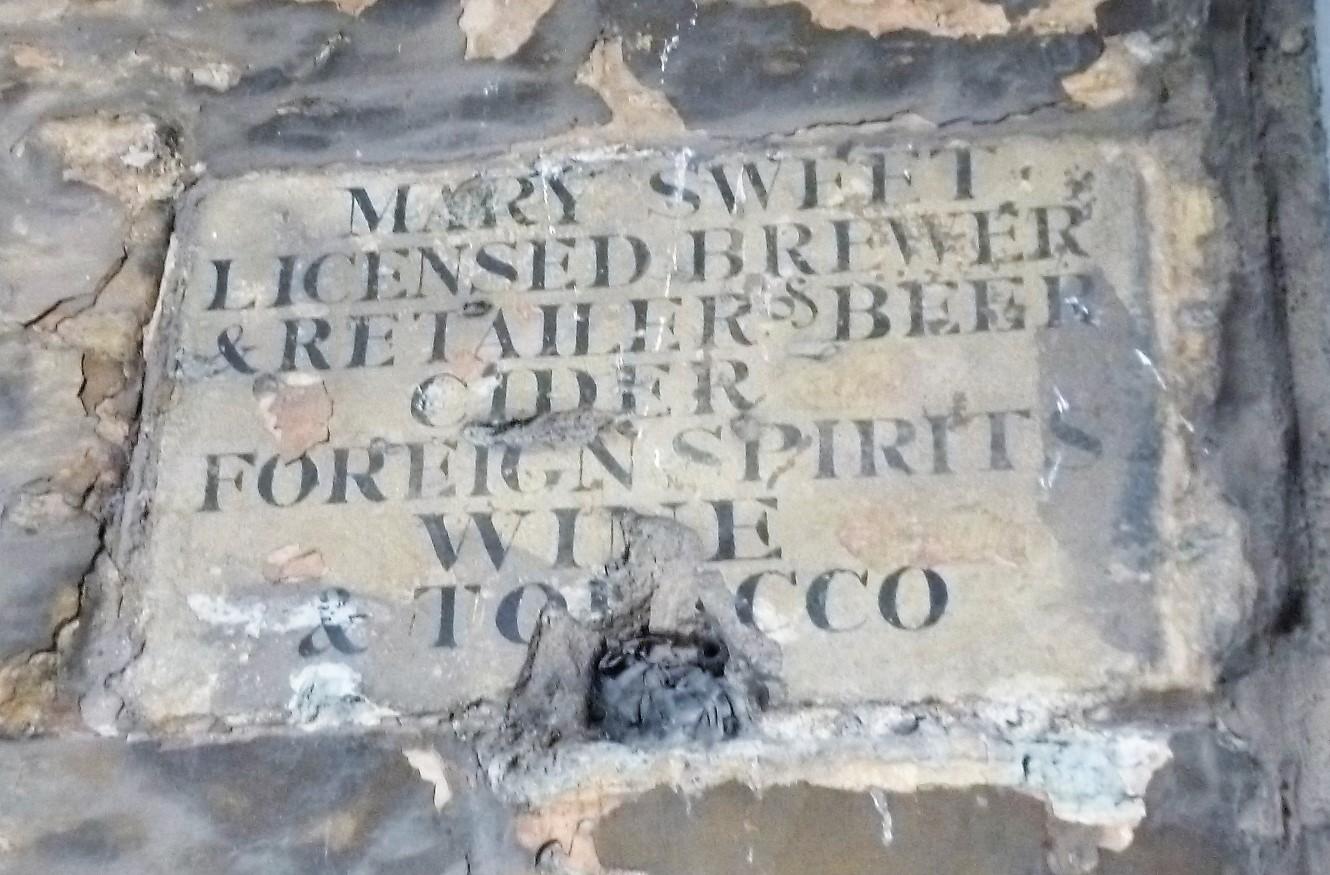 MARY SWEET.
LICENSED BREWER
& RETAILER OF BEER
CIDER
FOREIGN SPIRITS
WINE
& TOBACCO